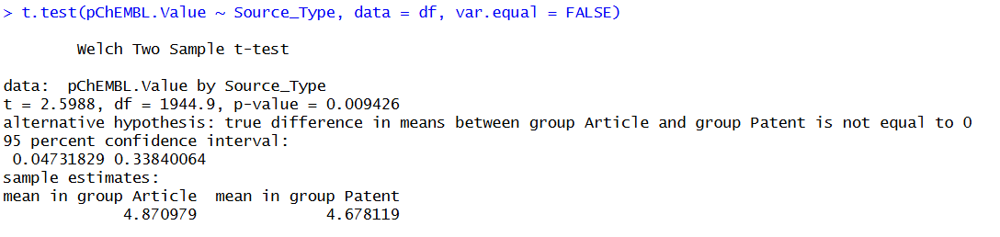 > t.test(pChEMBL.Value ~ Source_Type, data = df, var.equal = FALSE)
Welch Two Sample t-test
data:  pChEMBL.Value by Source_Type
t = 2.5988, df = 1944.9, p-value = 0.009426
alternative hypothesis: true difference in means between group Article and group Patent is not equal to 0
95 percent confidence interval:
 0.04731829 0.33840064
sample estimates:
mean in group Article  mean in group Patent
             4.870979              4.678119